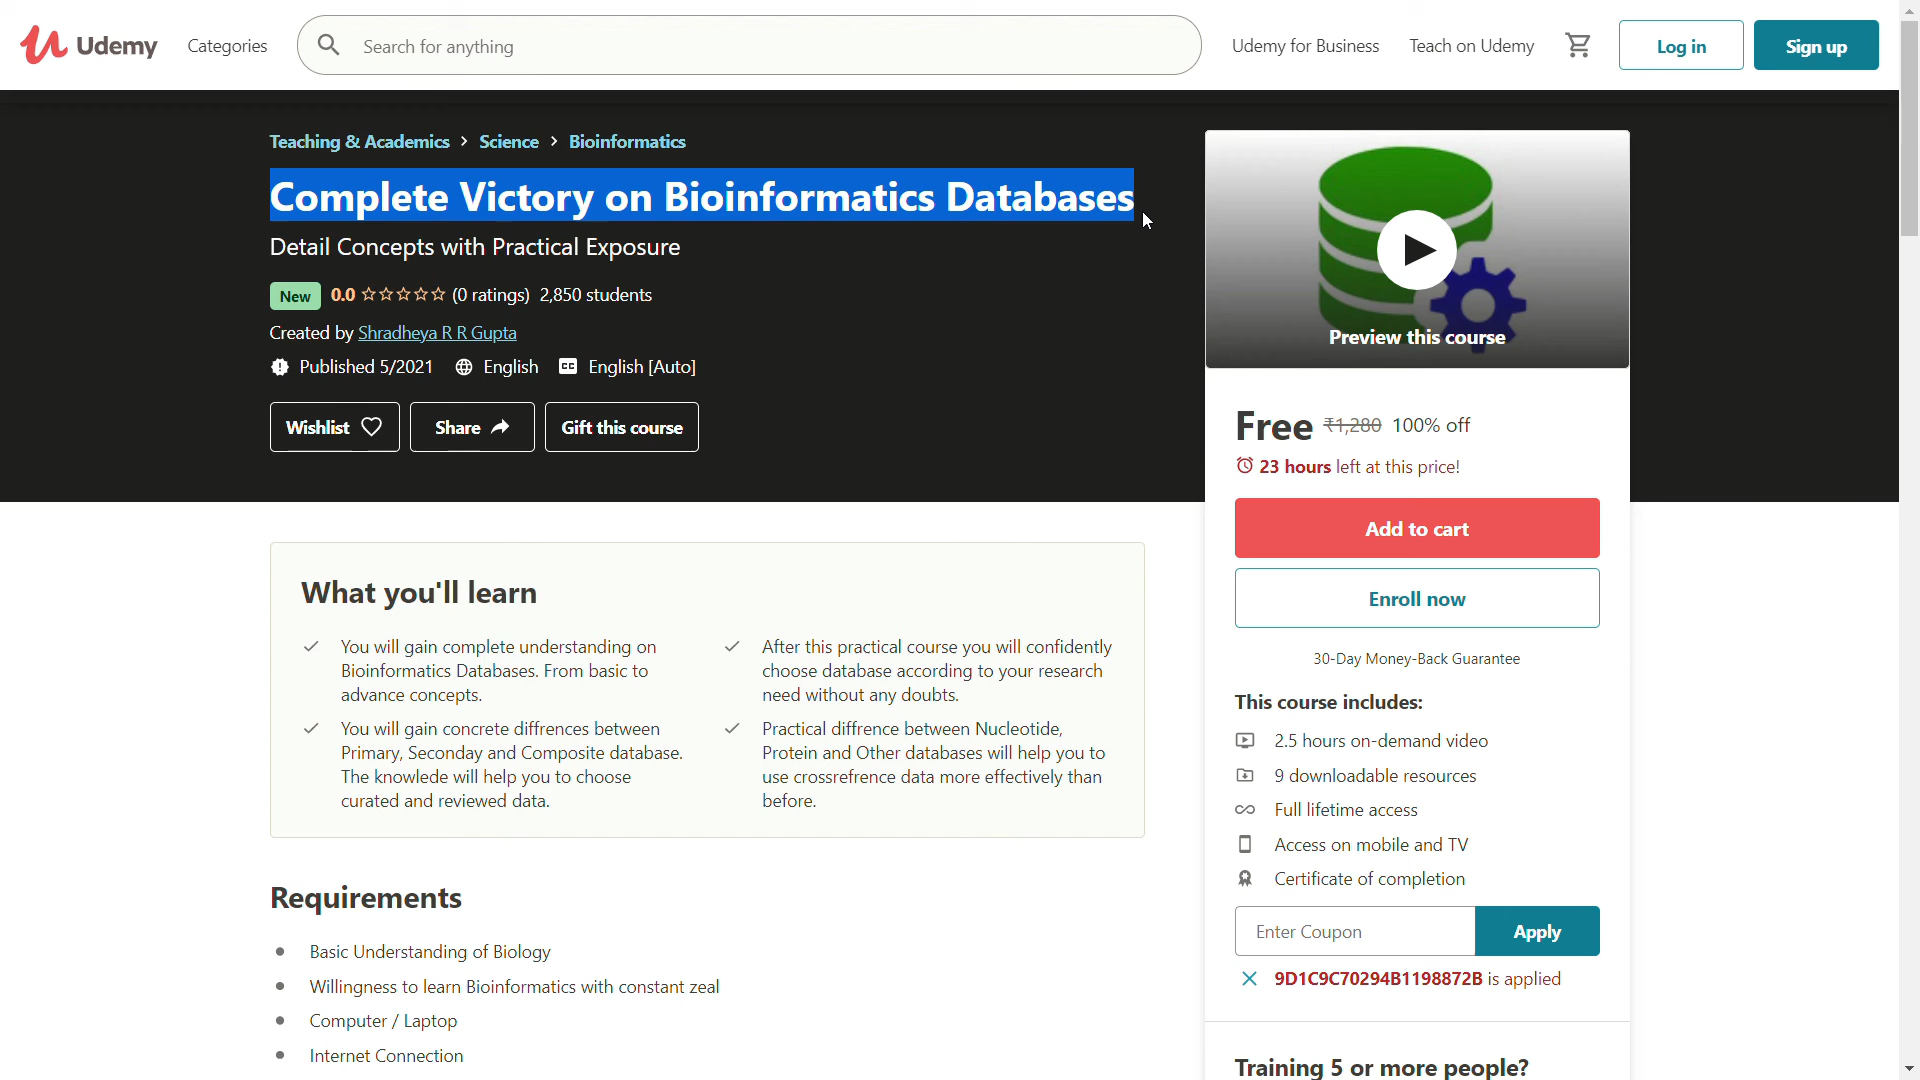 Udemy
Categories
Search for anything
Udemy for Business
Teach on Udemy
Log in
Sign up
Teaching & Academics > Science > Bioinformatics
Complete Victory on Bioinformatics Databases
Detail Concepts with Practical Exposure
New 0.0 (0 ratings) 2,850 students
Created by Shradheya R R Gupta
Published 5/2021 English CC English [Auto]
Wishlist
Share
Gift this course
Preview this course
Free ₹1,280 100% off
23 hours left at this price!
Add to cart
Enroll now
30-Day Money-Back Guarantee
This course includes:
2.5 hours on-demand video
9 downloadable resources
Full lifetime access
Access on mobile and TV
Certificate of completion
Enter Coupon
Apply
9D1C9C70294B1198872B is applied
Training 5 or more people?
What you'll learn
You will gain complete understanding on
Bioinformatics Databases. From basic to
advance concepts.
After this practical course you will confidently
choose database according to your research
need without any doubts.
You will gain concrete diffrences between
Primary, Seconday and Composite database.
The knowlede will help you to choose
curated and reviewed data.
Practical diffrence between Nucleotide,
Protein and Other databases will help you to
use crossrefrence data more effectively than
before.
Requirements
Basic Understanding of Biology
Willingness to learn Bioinformatics with constant zeal
Computer / Laptop
Internet Connection